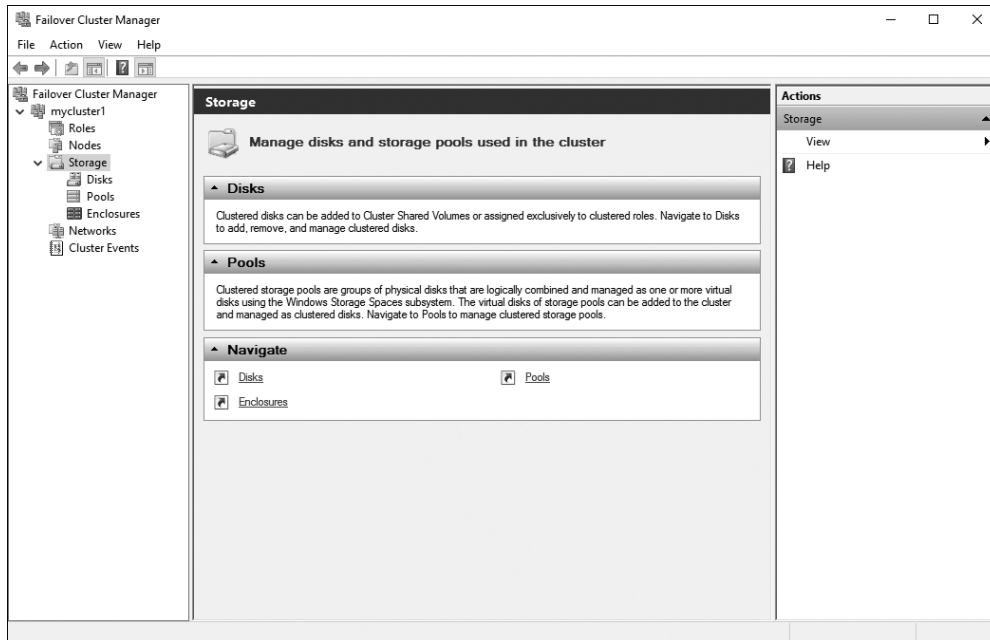 Failover Cluster Manager
File Action View Help
Failover Cluster Manager
mycluster1
Roles
Nodes
Storage
Disks
Pools
Enclosures
Networks
Cluster Events
Storage
Manage disks and storage pools used in the cluster
Disks
Clustered disks can be added to Cluster Shared Volumes or assigned exclusively to clustered roles. Navigate to Disks
to add, remove, and manage clustered disks.
Pools
Clustered storage pools are groups of physical disks that are logically combined and managed as one or more virtual
disks using the Windows Storage Spaces subsystem. The virtual disks of storage pools can be added to the cluster
and managed as clustered disks. Navigate to Pools to manage clustered storage pools.
Navigate
Disks
Pools
Enclosures
Actions
Storage
View
Help